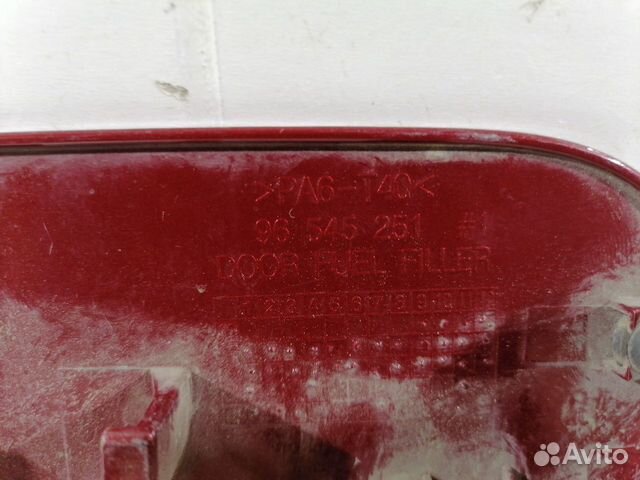 >PA6-T40<
96 545 251 #1
DOOR FUEL FILLER
Avito